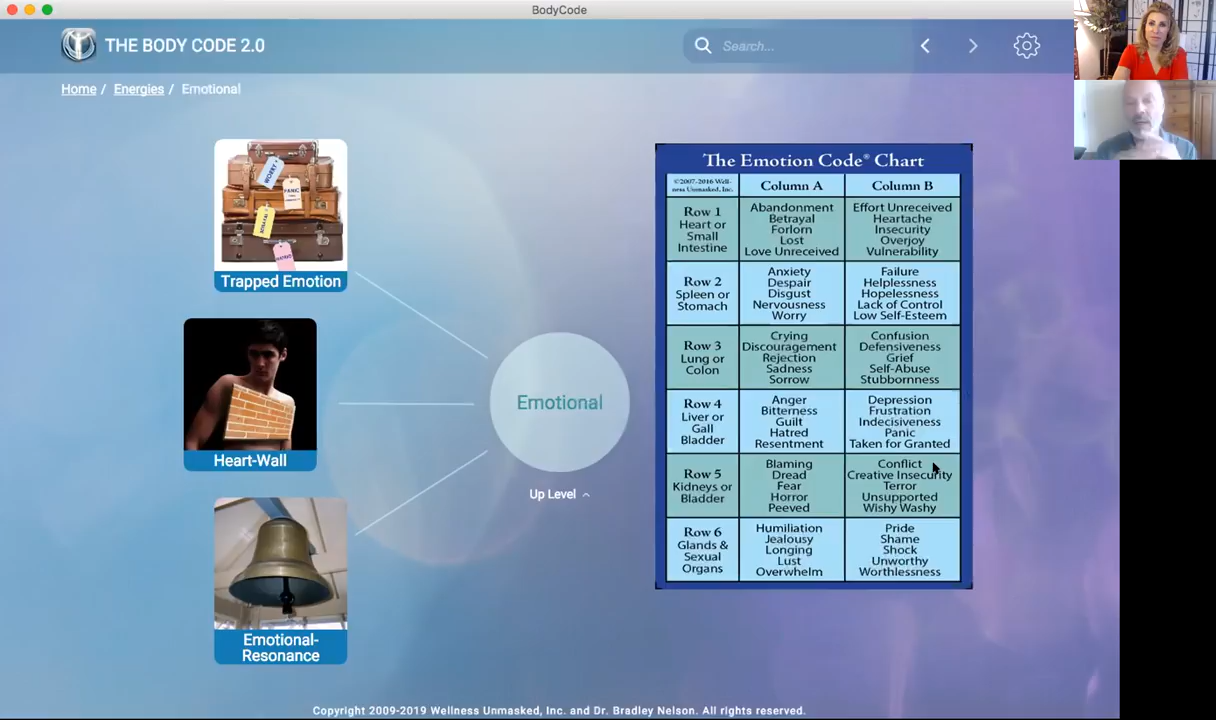 BodyCode
THE BODY CODE 2.0
Search...
Home / Energies / Emotional
WORRY
PANIC
Trapped Emotion
Heart-Wall
Emotional-
Resonance
Emotional
Up Level
The Emotion Code® Chart
©2007-2016 Well-
ness Unmasked, Inc.
Column A
Column B
Row 1
Heart or
Small
Intestine
Abandonment
Betrayal
Forlorn
Lost
Love Unreceived
Effort Unreceived
Heartache
Insecurity
Overjoy
Vulnerability
Row 2
Spleen or
Stomach
Anxiety
Despair
Disgust
Nervousness
Worry
Failure
Helplessness
Hopelessness
Lack of Control
Low Self-Esteem
Row 3
Lung or
Colon
Crying
Discouragement
Rejection
Sadness
Sorrow
Confusion
Defensiveness
Grief
Self-Abuse
Stubbornness
Row 4
Liver or
Gall
Bladder
Anger
Bitterness
Guilt
Hatred
Resentment
Depression
Frustration
Indecisiveness
Panic
Taken for Granted
Row 5
Kidneys or
Bladder
Blaming
Dread
Fear
Horror
Peeved
Conflict
Creative Insecurity
Terror
Unsupported
Wishy Washy
Row 6
Glands &
Sexual
Organs
Humiliation
Jealousy
Longing
Lust
Overwhelm
Pride
Shame
Shock
Unworthy
Worthlessness
Copyright 2009-2019 Wellness Unmasked, Inc. and Dr. Bradley Nelson. All rights reserved.